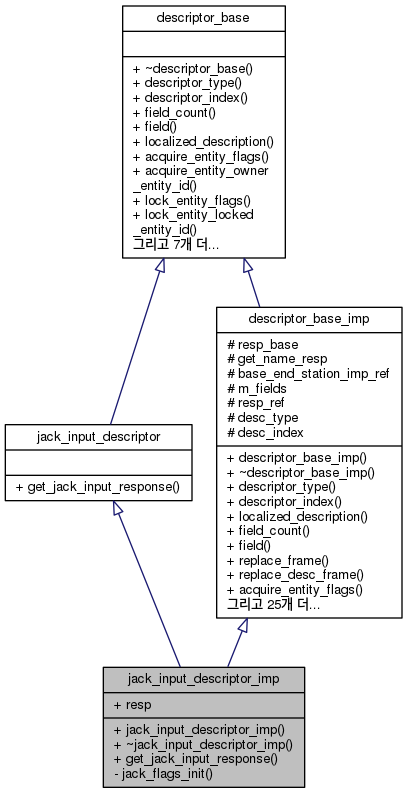 descriptor_base
+ ~descriptor_base()
+ descriptor_type()
+ descriptor_index()
+ field_count()
+ field()
+ localized_description()
+ acquire_entity_flags()
+ acquire_entity_owner
_entity_id()
+ lock_entity_flags()
+ lock_entity_locked
_entity_id()
그리고 7개 더...
descriptor_base_imp
# resp_base
# get_name_resp
# base_end_station_imp_ref
# m_fields
# resp_ref
# desc_type
# desc_index
+ descriptor_base_imp()
+ ~descriptor_base_imp()
+ descriptor_type()
+ descriptor_index()
+ localized_description()
+ field_count()
+ field()
+ replace_frame()
+ replace_desc_frame()
+ acquire_entity_flags()
그리고 25개 더...
jack_input_descriptor
+ get_jack_input_response()
jack_input_descriptor_imp
+ resp
+ jack_input_descriptor_imp()
+ ~jack_input_descriptor_imp()
+ get_jack_input_response()
- jack_flags_init()